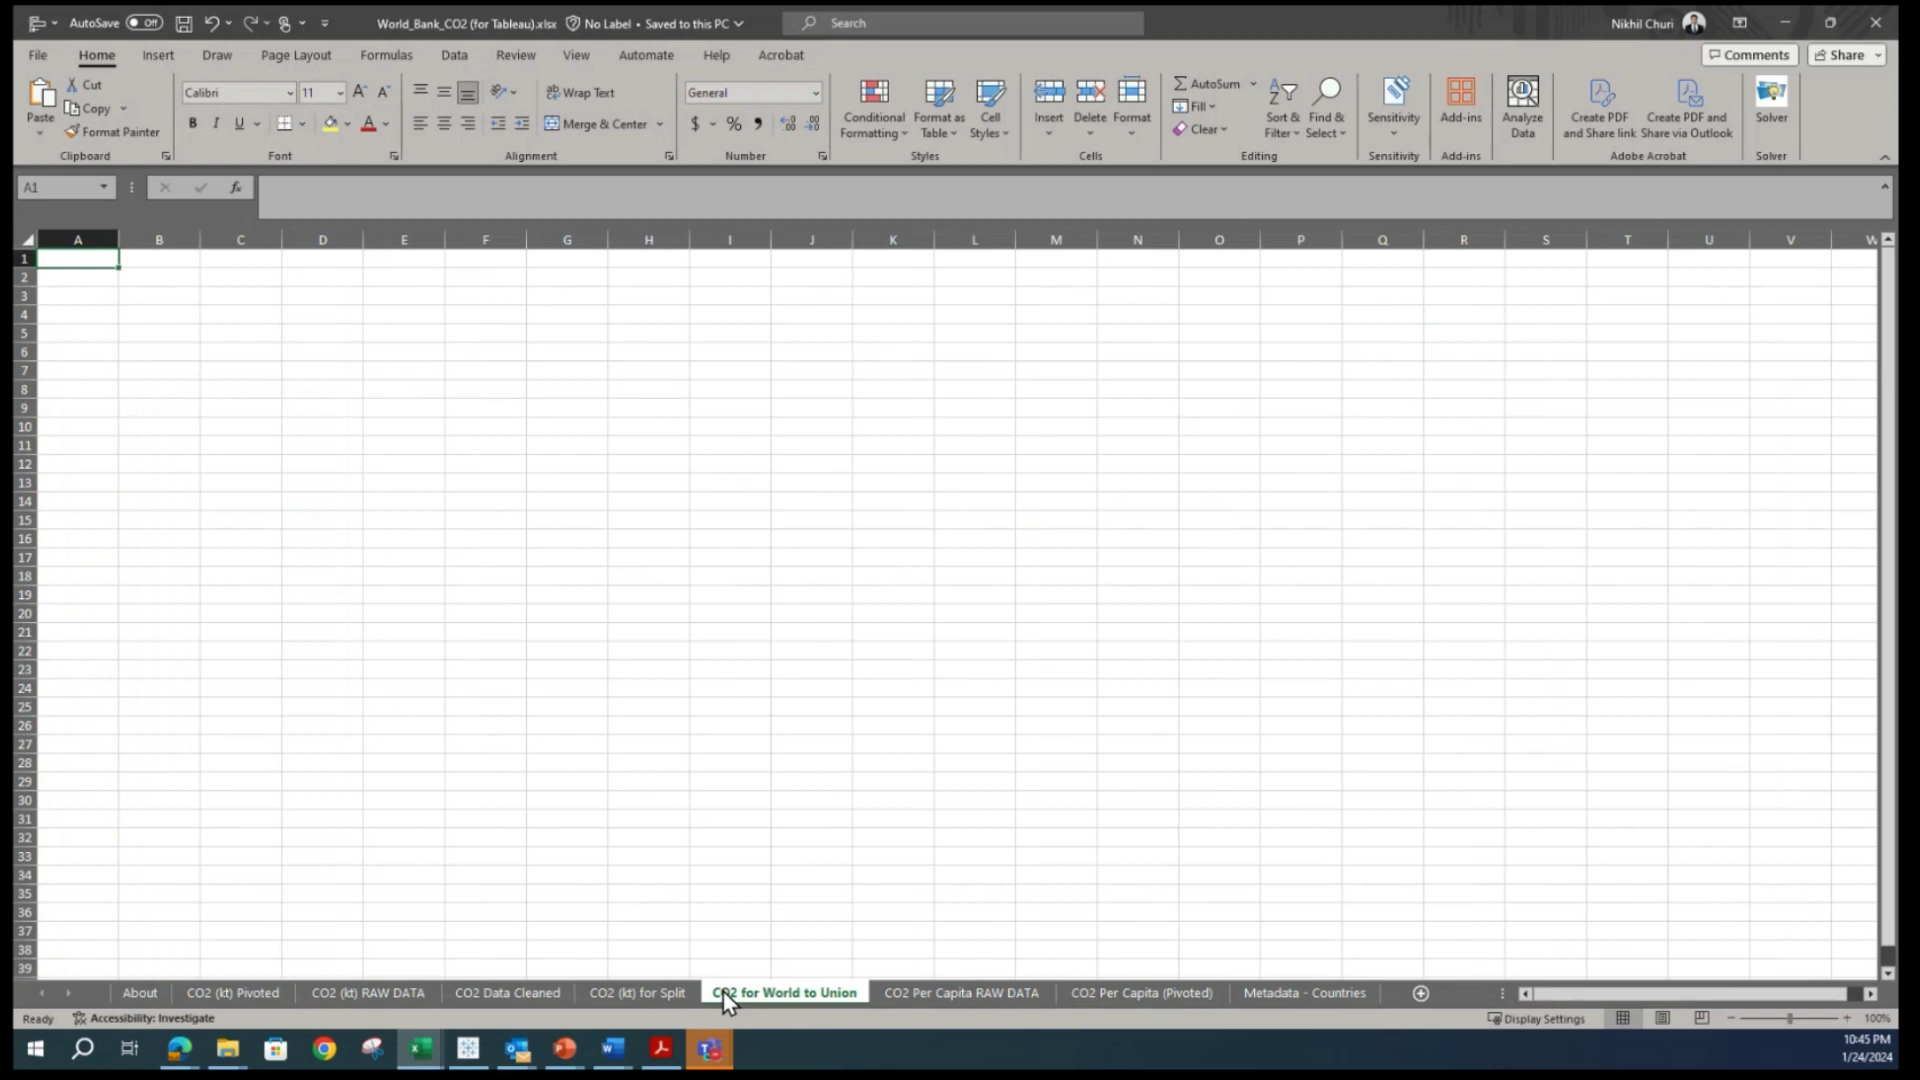 AutoSave Off World_Bank_CO2 (for Tableau).xlsx No Label • Saved to this PC Search Nikhil Churi
File Home Insert Draw Page Layout Formulas Data Review View Automate Help Acrobat Comments Share
Paste Cut Copy Format Painter Clipboard
Calibri 11 B I U Font
Wrap Text Merge & Center Alignment
General $ % Number
Conditional Formatting Format as Table Cell Styles Styles
Insert Delete Format Cells
AutoSum Fill Clear Sort & Filter Find & Select Editing
Sensitivity Sensitivity
Add-ins Add-ins
Analyze Data
Create PDF and Share link Create PDF and Share via Outlook Adobe Acrobat
Solver Solver
A1 fx
A B C D E F G H I J K L M N O P Q R S T U V W
1
2
3
4
5
6
7
8
9
10
11
12
13
14
15
16
17
18
19
20
21
22
23
24
25
26
27
28
29
30
31
32
33
34
35
36
37
38
39
About CO2 (kt) Pivoted CO2 (kt) RAW DATA CO2 Data Cleaned CO2 (kt) for Split CO2 for World to Union CO2 Per Capita RAW DATA CO2 Per Capita (Pivoted) Metadata - Countries
Ready Accessibility: Investigate Display Settings 100%
10:45 PM
1/24/2024